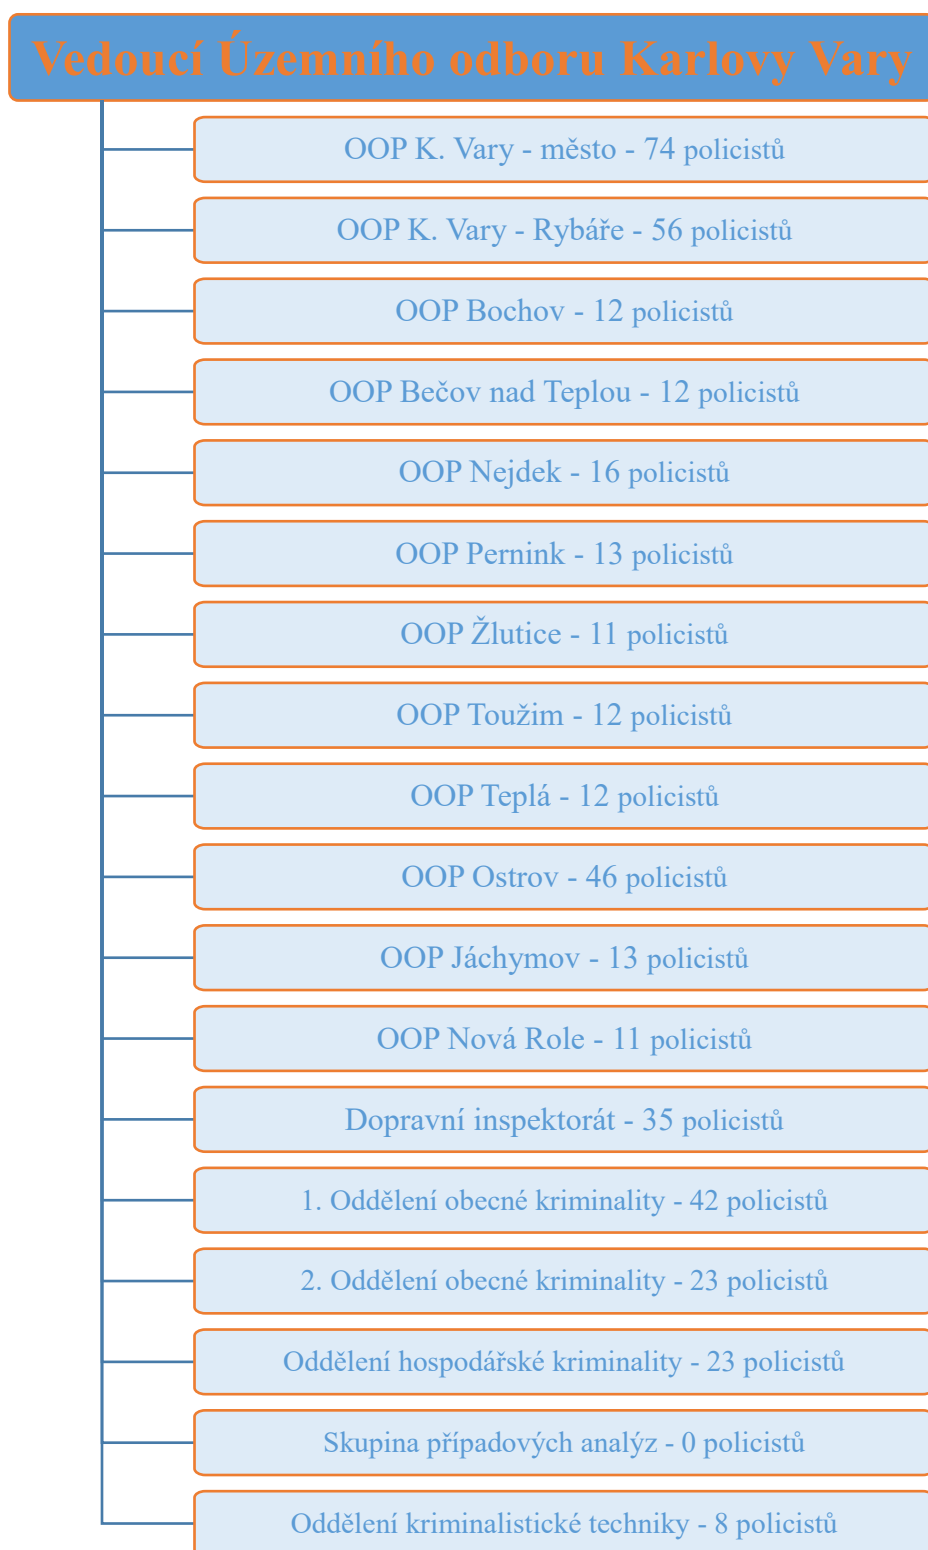 Vedoucí Územního odboru Karlovy Vary
OOP K. Vary - město - 74 policistů
OOP K. Vary - Rybáře - 56 policistů
OOP Bochov - 12 policistů
OOP Bečov nad Teplou - 12 policistů
OOP Nejdek - 16 policistů
OOP Pernink - 13 policistů
OOP Žlutice - 11 policistů
OOP Toužim - 12 policistů
OOP Teplá - 12 policistů
OOP Ostrov - 46 policistů
OOP Jáchymov - 13 policistů
OOP Nová Role - 11 policistů
Dopravní inspektorát - 35 policistů
1. Oddělení obecné kriminality - 42 policistů
2. Oddělení obecné kriminality - 23 policistů
Oddělení hospodářské kriminality - 23 policistů
Skupina případových analýz - 0 policistů
Oddělení kriminalistické techniky - 8 policistů